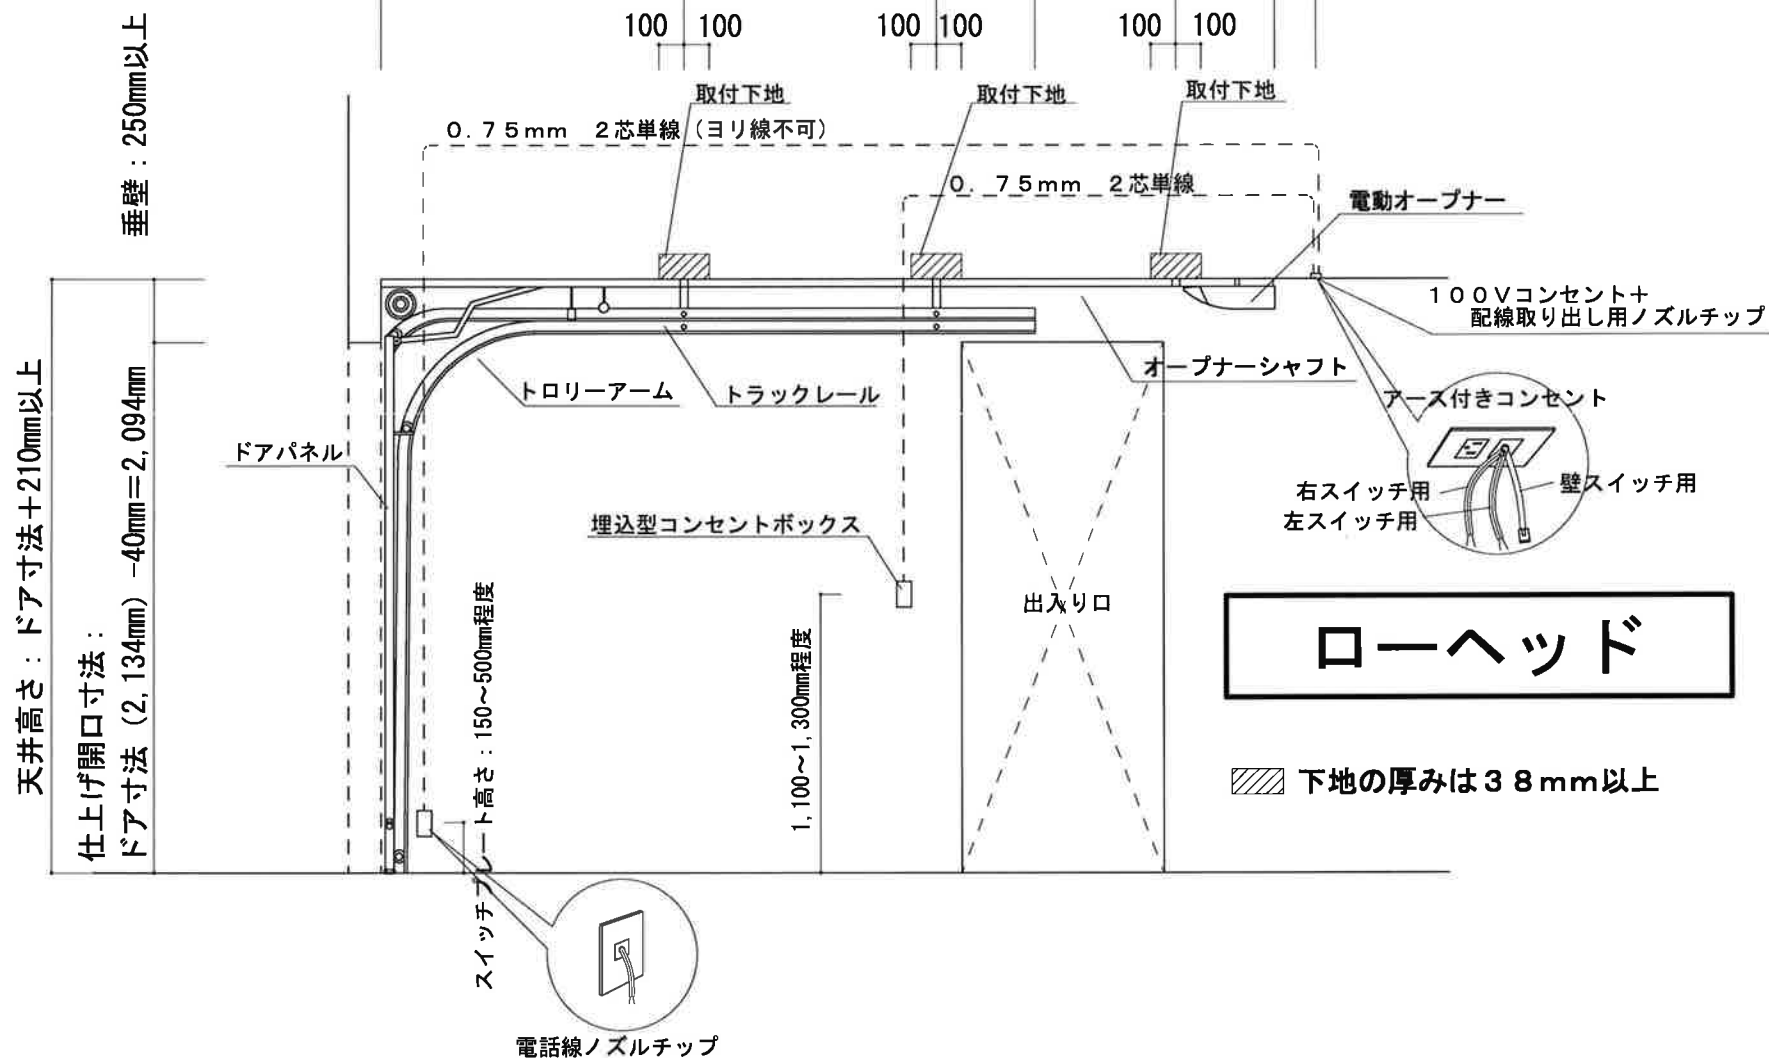 垂壁：250mm以上
100 100
100 100
100 100
取付下地
取付下地
取付下地
0.75mm 2芯単線（ヨリ線不可）
0.75mm 2芯単線
電動オープナー
100Vコンセント＋
配線取り出し用ノズルチップ
オープナーシャフト
トロリーアーム
トラックレール
アース付きコンセント
ドアパネル
右スイッチ用
左スイッチ用
壁スイッチ用
埋込型コンセントボックス
天井高さ：ドア寸法＋210mm以上
仕上げ開口寸法：
ドア寸法（2,134mm）-40mm＝2,094mm
スイッチプレート高さ：150～500mm程度
1,100～1,300mm程度
出入り口
ローヘッド
下地の厚みは38mm以上
電話線ノズルチップ